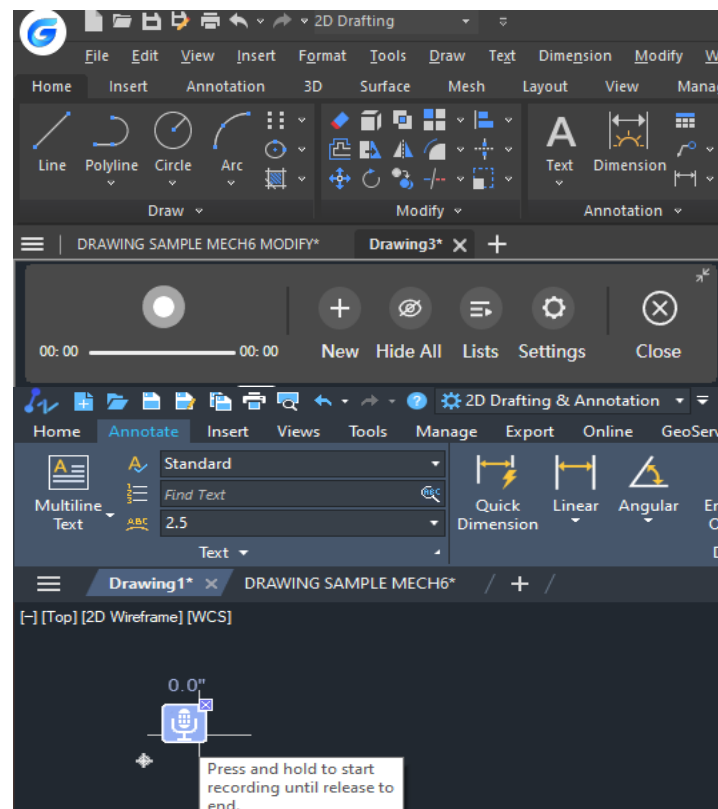 G
2D Drafting
File Edit View Insert Format Tools Draw Text Dimension Modify
Home Insert Annotation 3D Surface Mesh Layout View
Line Polyline Circle Arc
A
Text Dimension
Draw Modify Annotation
DRAWING SAMPLE MECH6 MODIFY* Drawing3*
00: 00 00: 00 New Hide All Lists Settings Close
? 2D Drafting & Annotation
Home Annotate Insert Views Tools Manage Export Online
A Standard
Multiline Text
Find Text
ABC 2.5
Quick Dimension
Linear Angular
Text
Drawing1* DRAWING SAMPLE MECH6*
[–] [Top] [2D Wireframe] [WCS]
0.0"
Press and hold to start
recording until release to
end.